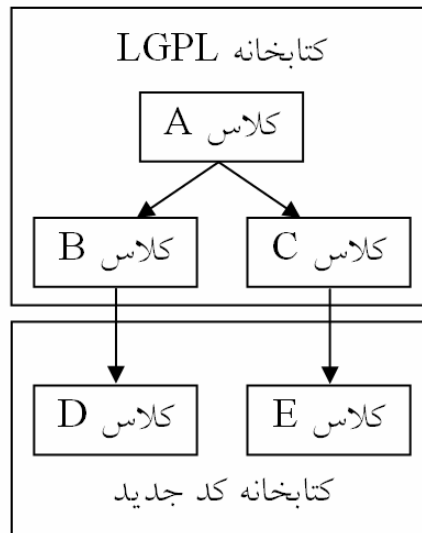 کتابخانه LGPL
کلاس A
کلاس B
کلاس C
کلاس D
کلاس E
کتابخانه کد جدید